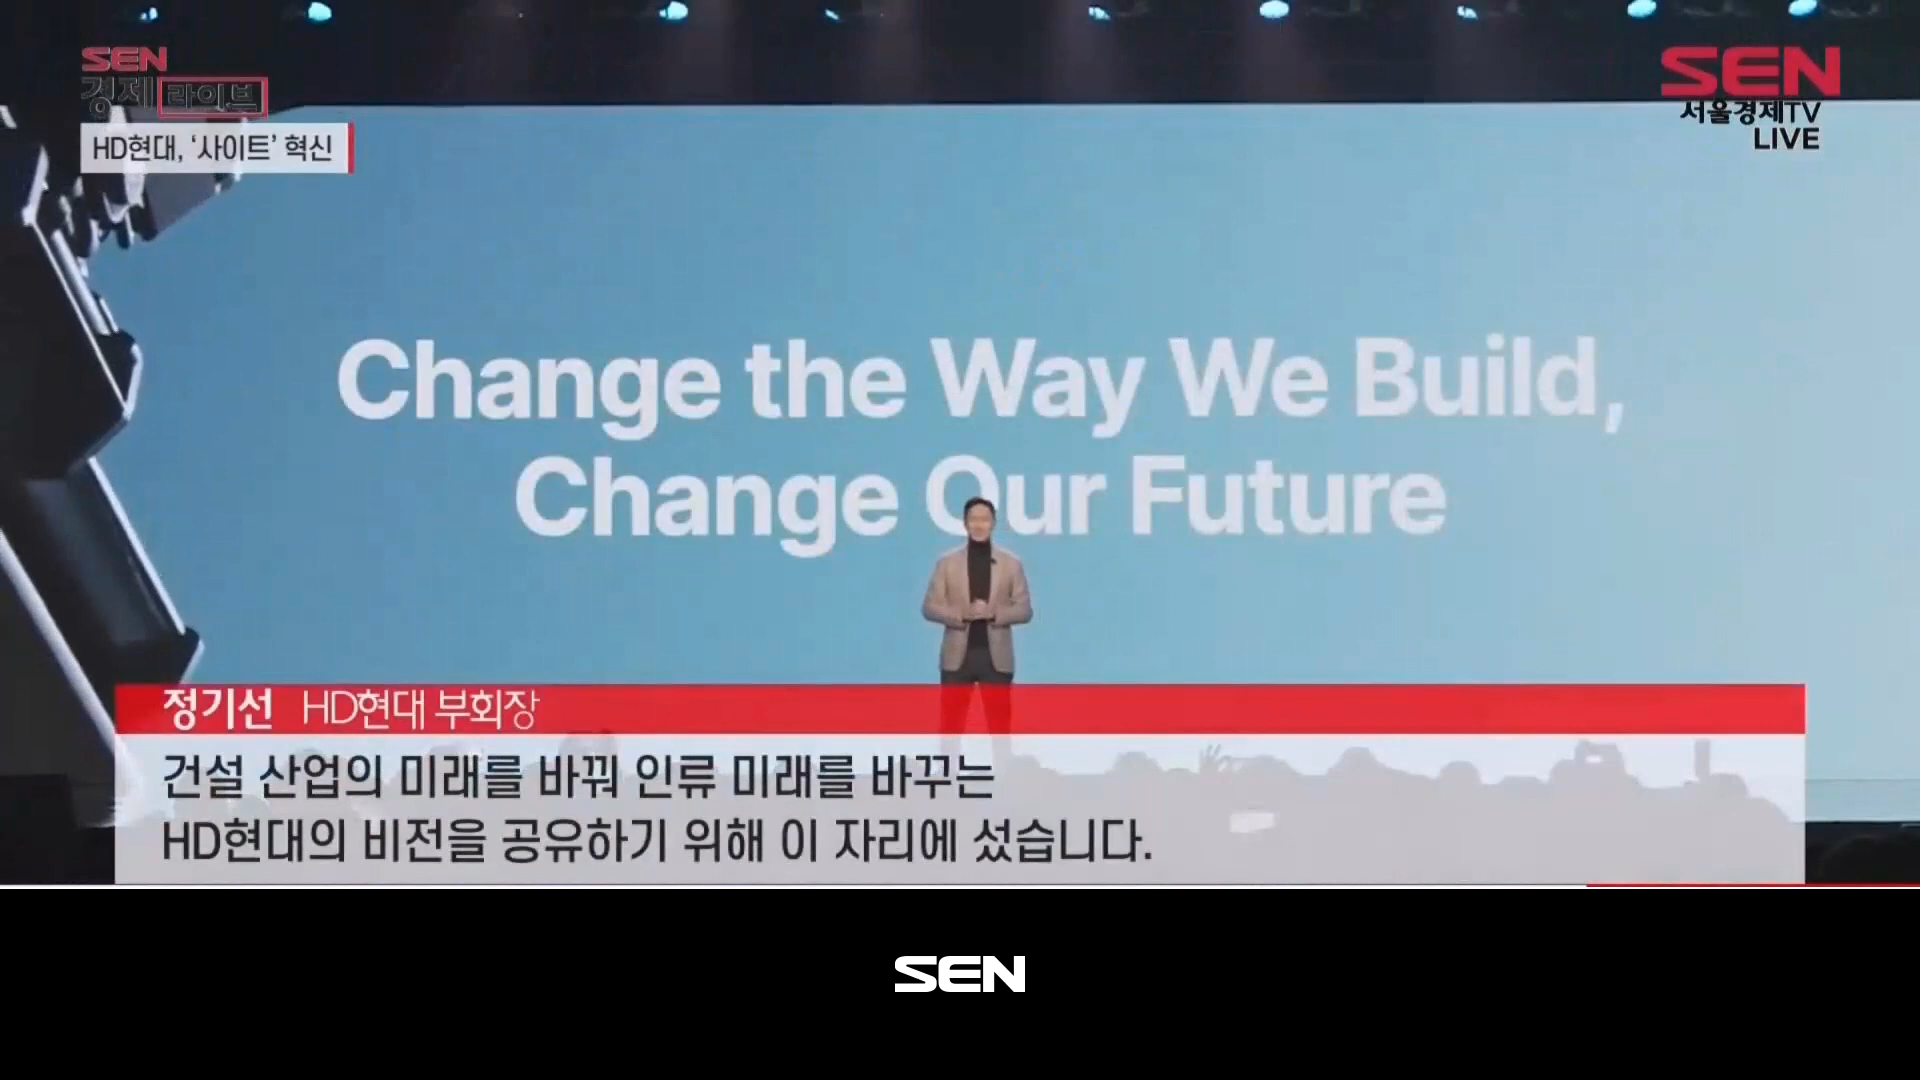 SEN
경제 라이브
HD현대, ‘사이트’ 혁신
SEN
서울경제TV
LIVE
Change the Way We Build,
Change Our Future
정기선 HD현대 부회장
건설 산업의 미래를 바꿔 인류 미래를 바꾸는
HD현대의 비전을 공유하기 위해 이 자리에 섰습니다.
SEN